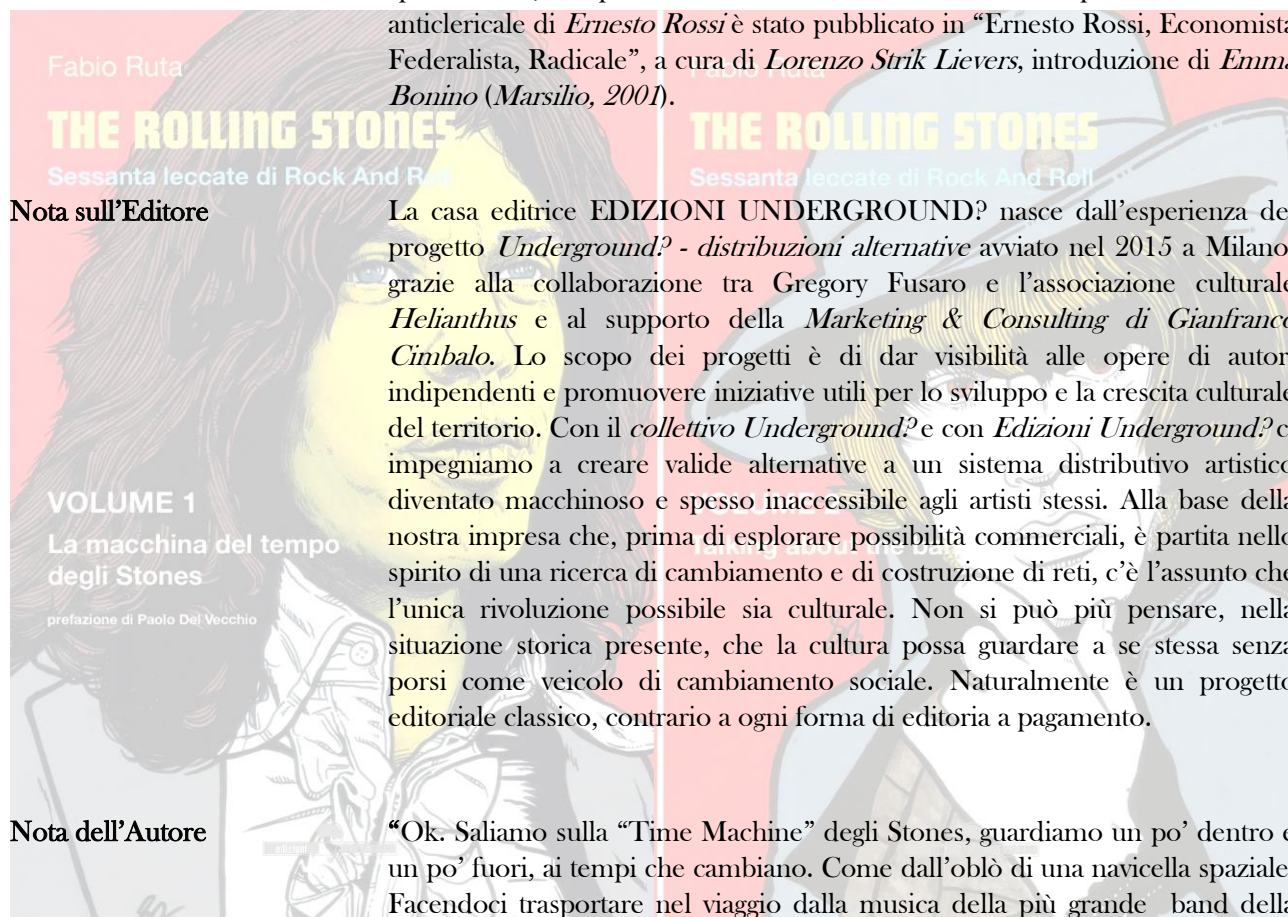 anticlericale di Ernesto Rossi è stato pubblicato in “Ernesto Rossi, Economista
Federalista, Radicale”, a cura di Lorenzo Strik Lievers, introduzione di Emma
Bonino (Marsilio, 2001).
Nota sull’Editore
La casa editrice EDIZIONI UNDERGROUND? nasce dall’esperienza de
progetto Underground? - distribuzioni alternative avviato nel 2015 a Milano
grazie alla collaborazione tra Gregory Fusaro e l’associazione culturale
Helianthus e al supporto della Marketing & Consulting di Gianfranco
Cimbalo. Lo scopo dei progetti è di dar visibilità alle opere di autor
indipendenti e promuovere iniziative utili per lo sviluppo e la crescita culturale
del territorio. Con il collettivo Underground? e con Edizioni Underground? c
impegniamo a creare valide alternative a un sistema distributivo artistico
diventato macchinoso e spesso inaccessibile agli artisti stessi. Alla base della
nostra impresa che, prima di esplorare possibilità commerciali, è partita nello
spirito di una ricerca di cambiamento e di costruzione di reti, c’è l’assunto che
l’unica rivoluzione possibile sia culturale. Non si può più pensare, nella
situazione storica presente, che la cultura possa guardare a se stessa senza
porsi come veicolo di cambiamento sociale. Naturalmente è un progetto
editoriale classico, contrario a ogni forma di editoria a pagamento.
Nota dell’Autore
“Ok. Saliamo sulla “Time Machine” degli Stones, guardiamo un po’ dentro e
un po’ fuori, ai tempi che cambiano. Come dall’oblò di una navicella spaziale
Facendoci trasportare nel viaggio dalla musica della più grande band dell
Fabio Ruta
THE ROLLING STONES
Sessanta leccate di Rock And Roll
VOLUME 1
La macchina del tempo
degli Stones
prefazione di Paolo Del Vecchio
Fabio Ruta
THE ROLLING STONES
Sessanta leccate di Rock And Roll
VOLUME
Talking about the